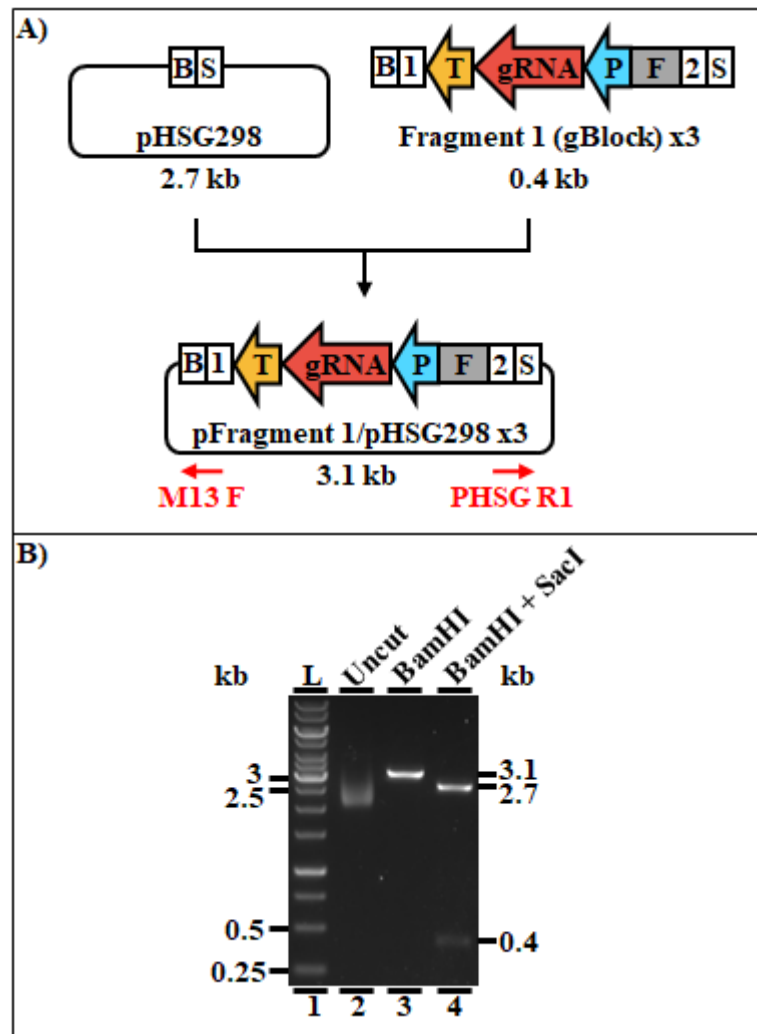 A)
B S
pHSG298
2.7 kb
B 1 T gRNA P F 2 S
Fragment 1 (gBlock) x3
0.4 kb
B 1 T gRNA P F 2 S
pFragment 1/pHSG298 x3
3.1 kb
M13 F
PHSG R1
B)
kb
L
Uncut
BamHI
BamHI + SacI
kb
3
2.5
0.5
0.25
3.1
2.7
0.4
1 2 3 4